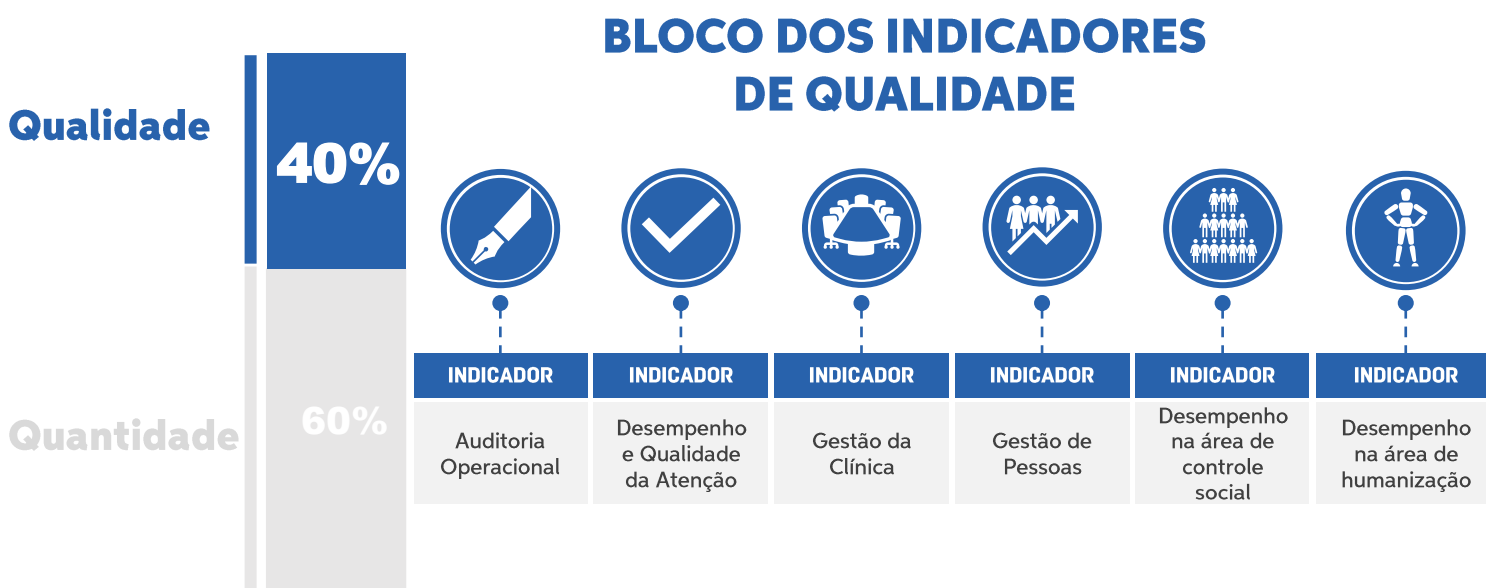 BLOCO DOS INDICADORES
DE QUALIDADE
Qualidade
40%
Quantidade
60%
INDICADOR
Auditoria
Operacional
INDICADOR
Desempenho
e Qualidade
da Atenção
INDICADOR
Gestão da
Clínica
INDICADOR
Gestão de
Pessoas
INDICADOR
Desempenho
na área de
controle
social
INDICADOR
Desempenho
na área de
humanização